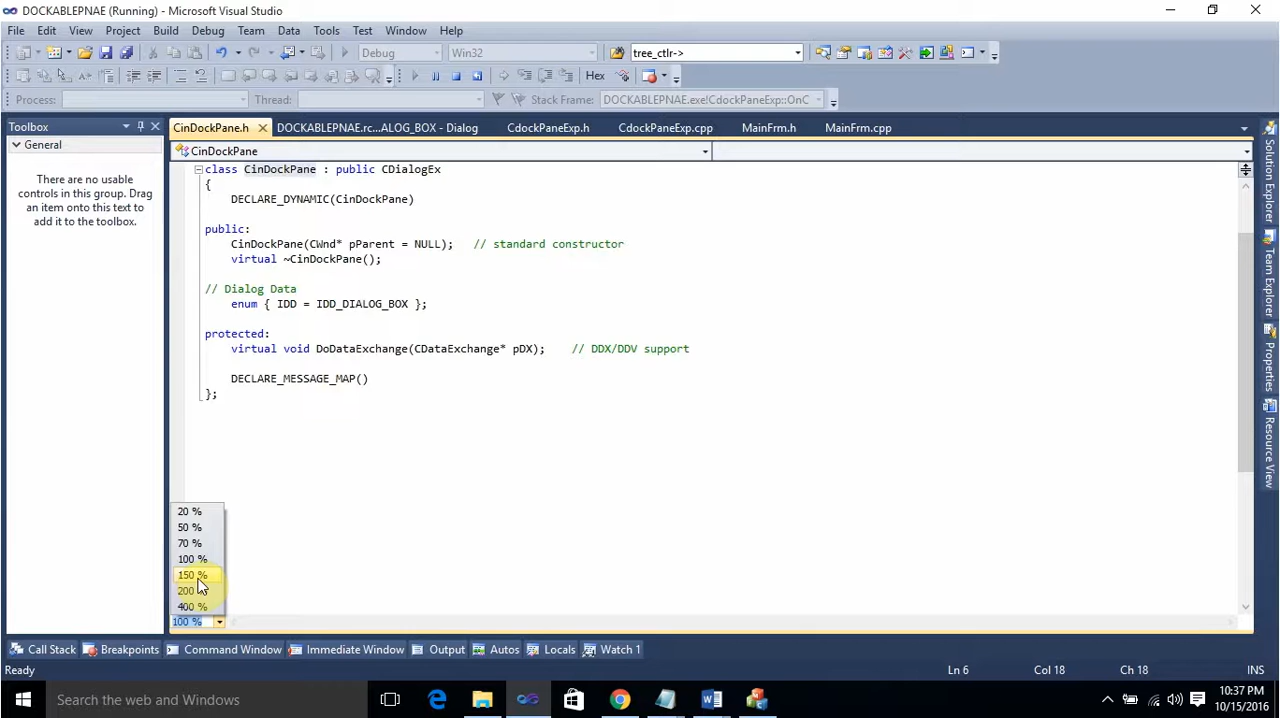 DOCKABLEPNAE (Running) - Microsoft Visual Studio
File Edit View Project Build Debug Team Data Tools Test Window Help
Debug Win32 tree_ctlr->
Hex
Process: Thread: Stack Frame: DOCKABLEPNAE.exe!CdockPaneExp::OnC
Toolbox
CinDockPane.h DOCKABLEPNAE.rc...ALOG_BOX - Dialog CdockPaneExp.h CdockPaneExp.cpp MainFrm.h MainFrm.cpp
General
There are no usable
controls in this group. Drag
an item onto this text to
add it to the toolbox.
CinDockPane
class CinDockPane : public CDialogEx
{
DECLARE_DYNAMIC(CinDockPane)
public:
CinDockPane(CWnd* pParent = NULL); // standard constructor
virtual ~CinDockPane();
// Dialog Data
enum { IDD = IDD_DIALOG_BOX };
protected:
virtual void DoDataExchange(CDataExchange* pDX); // DDX/DDV support
DECLARE_MESSAGE_MAP()
};
20 %
50 %
70 %
100 %
150 %
200 %
400 %
100 %
Solution Explorer
Team Explorer
Properties
Resource View
Call Stack Breakpoints Command Window Immediate Window Output Autos Locals Watch 1
Ready Ln 6 Col 18 Ch 18 INS
Search the web and Windows
10:37 PM
10/15/2016